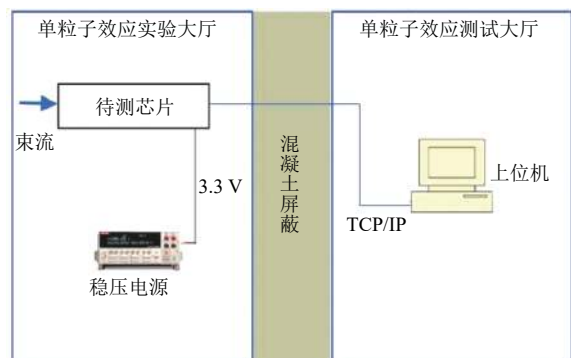 单粒子效应实验大厅
单粒子效应测试大厅
待测芯片
束流
混凝土屏蔽
3.3 V
上位机
TCP/IP
稳压电源